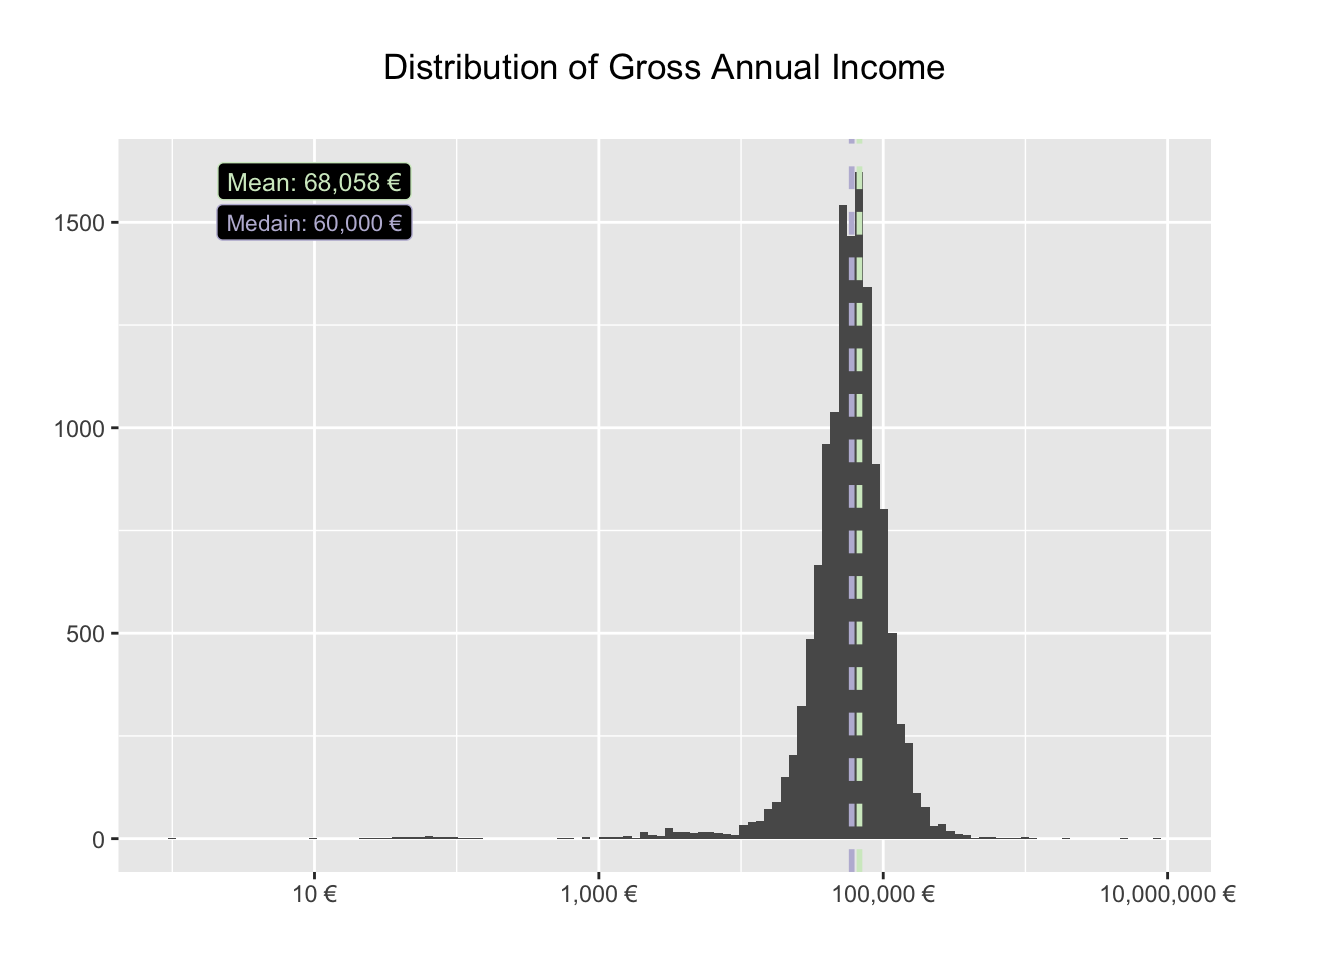 Distribution of Gross Annual Income
Mean: 68,058 €
Medain: 60,000 €
1500
1000
500
0
10 €
1,000 €
100,000 €
10,000,000 €